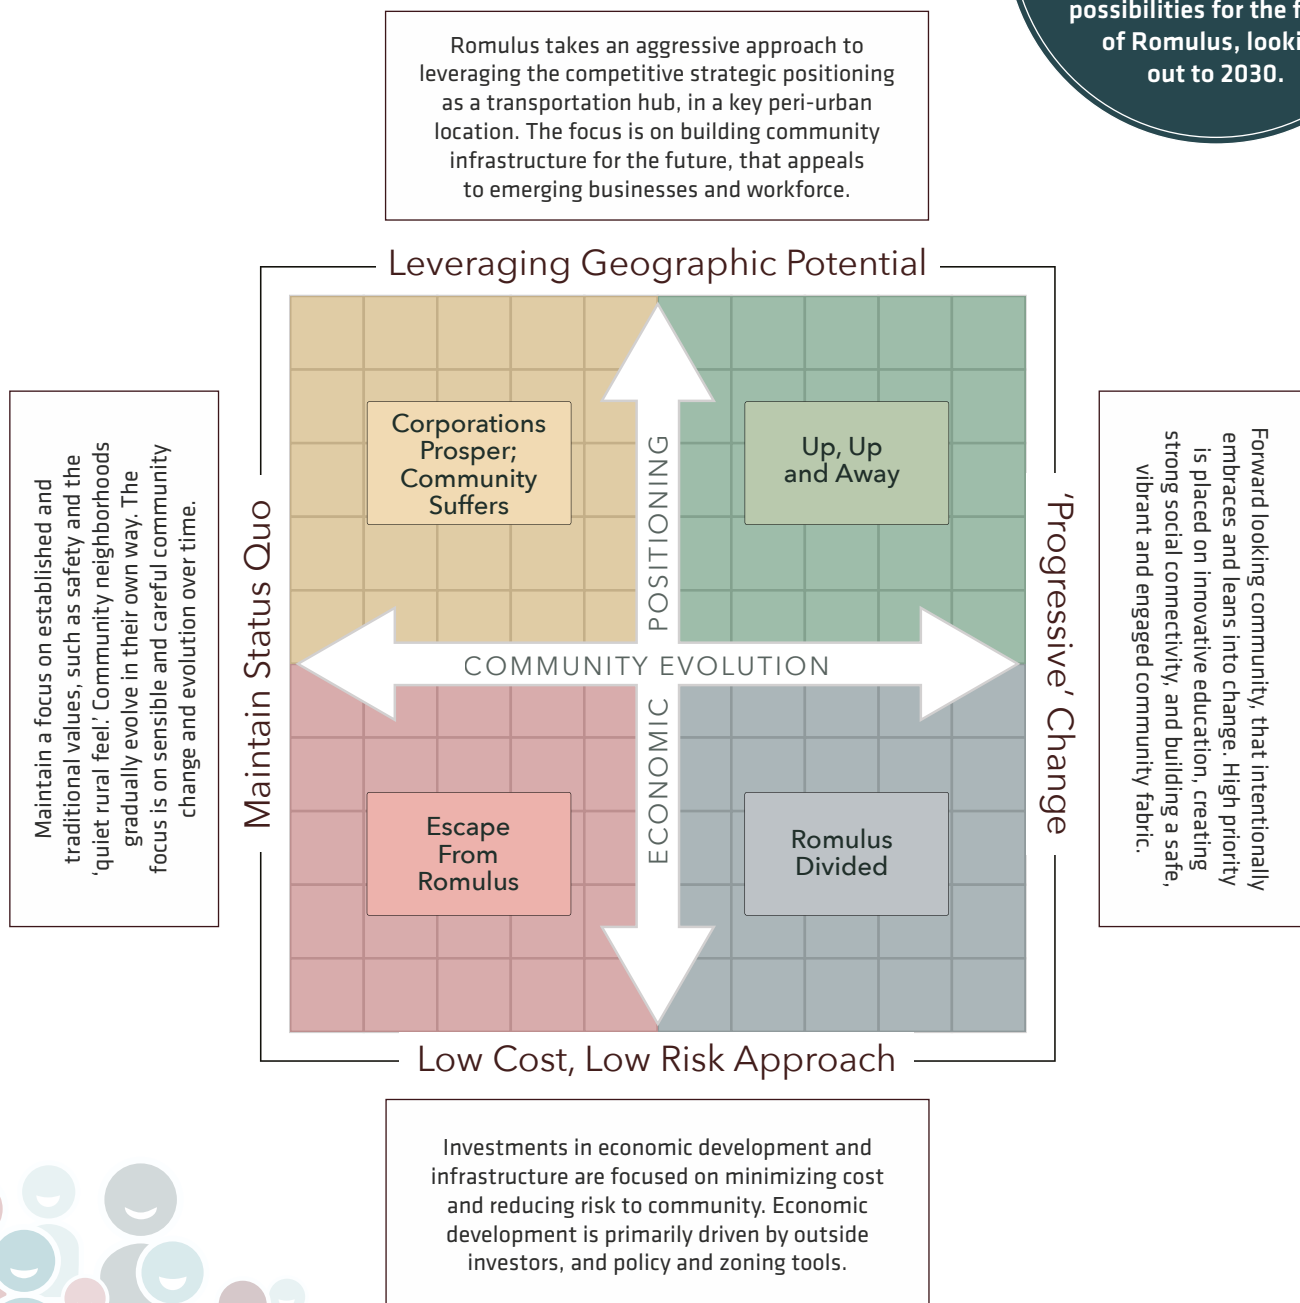 possibilities for the f
of Romulus, looki
out to 2030.
Romulus takes an aggressive approach to
leveraging the competitive strategic positioning
as a transportation hub, in a key peri-urban
location. The focus is on building community
infrastructure for the future, that appeals
to emerging businesses and workforce.
Leveraging Geographic Potential
Maintain a focus on established and
traditional values, such as safety and the
‘quiet rural feel.’ Community neighborhoods
gradually evolve in their own way. The
focus is on sensible and careful community
change and evolution over time.
Maintain Status Quo
Corporations
Prosper;
Community
Suffers
Up, Up
and Away
COMMUNITY EVOLUTION
ECONOMIC POSITIONING
Escape
From
Romulus
Romulus
Divided
‘Progressive’ Change
Forward looking community, that intentionally
embraces and leans into change. High priority
is placed on innovative education, creating
strong social connectivity, and building a safe,
vibrant and engaged community fabric.
Low Cost, Low Risk Approach
Investments in economic development and
infrastructure are focused on minimizing cost
and reducing risk to community. Economic
development is primarily driven by outside
investors, and policy and zoning tools.